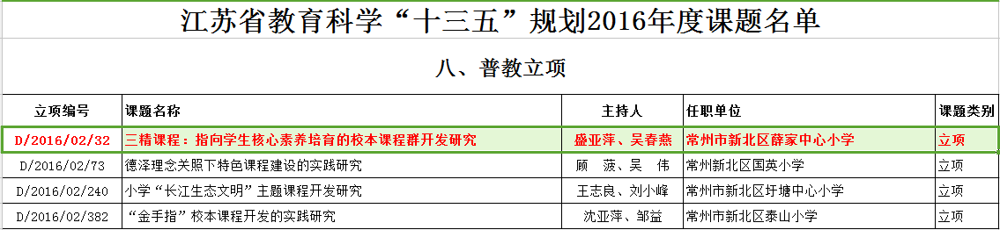 江苏省教育科学“十三五”规划2016年度课题名单
八、普教立项
立项编号 课题名称 主持人 任职单位 课题类别
D/2016/02/32 三精课程：指向学生核心素养培育的校本课程群开发研究 盛亚萍、吴春燕 常州市新北区薛家中心小学 立项
D/2016/02/73 德泽理念关照下特色课程建设的实践研究 顾 菠、吴 伟 常州新北区国英小学 立项
D/2016/02/240 小学“长江生态文明”主题课程开发研究 王志良、刘小峰 常州市新北区圩塘中心小学 立项
D/2016/02/382 “金手指”校本课程开发的实践研究 沈亚萍、邹益 常州市新北区泰山小学 立项